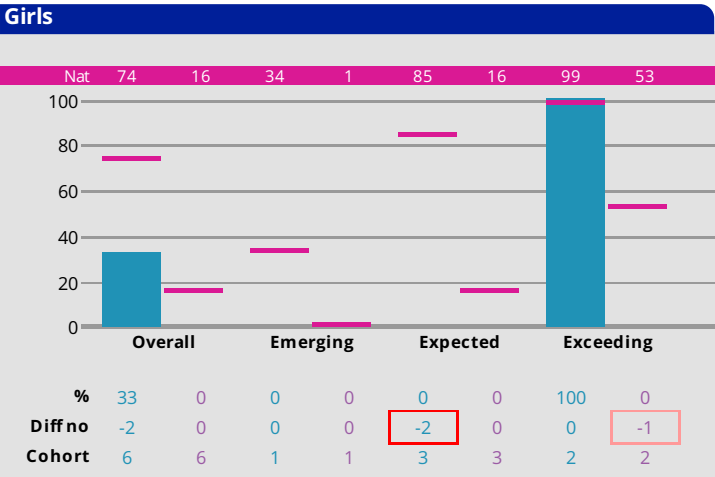 Girls
Nat 74 16 34 1 85 16 99 53
100
80
60
40
20
0
Overall Emerging Expected Exceeding
% 33 0 0 0 0 0 100 0
Diff no -2 0 0 0 -2 0 0 -1
Cohort 6 6 1 1 3 3 2 2